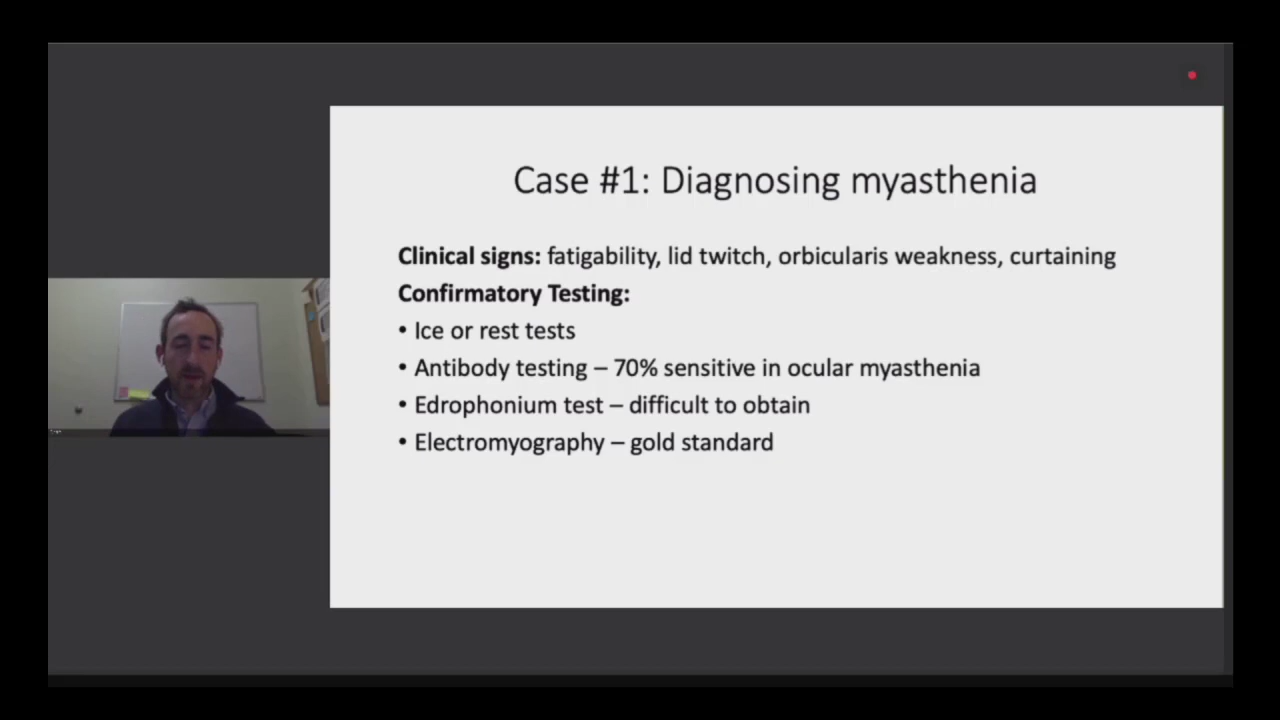 Case #1: Diagnosing myasthenia
Clinical signs: fatigability, lid twitch, orbicularis weakness, curtaining
Confirmatory Testing:
• Ice or rest tests
• Antibody testing – 70% sensitive in ocular myasthenia
• Edrophonium test – difficult to obtain
• Electromyography – gold standard